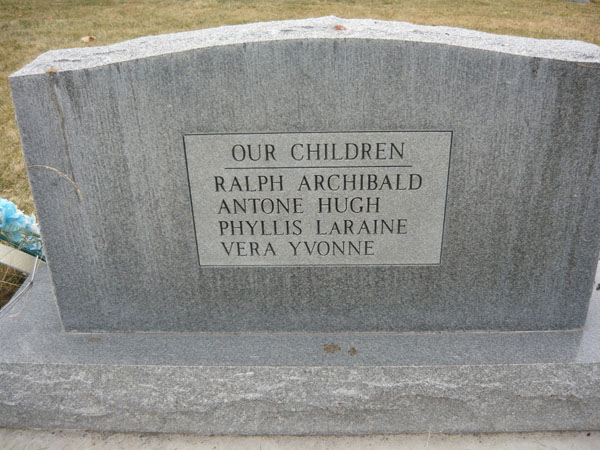 OUR CHILDREN
RALPH ARCHIBALD
ANTONE HUGH
PHYLLIS LARAINE
VERA YVONNE